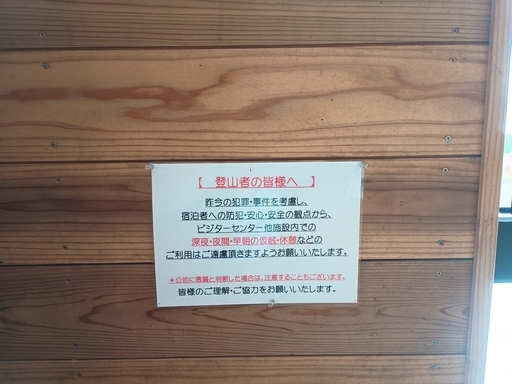 【 登山者の皆様へ 】
昨今の犯罪・事件を考慮し、
宿泊者への防犯・安心・安全の観点から、
ビジターセンター他施設内での
深夜・夜間・早朝の仮眠・休憩などの
ご利用はご遠慮頂きますようお願いいたします。
＊公的に悪質と判断した場合は、注意することもございます。
皆様のご理解・ご協力をお願いいたします。